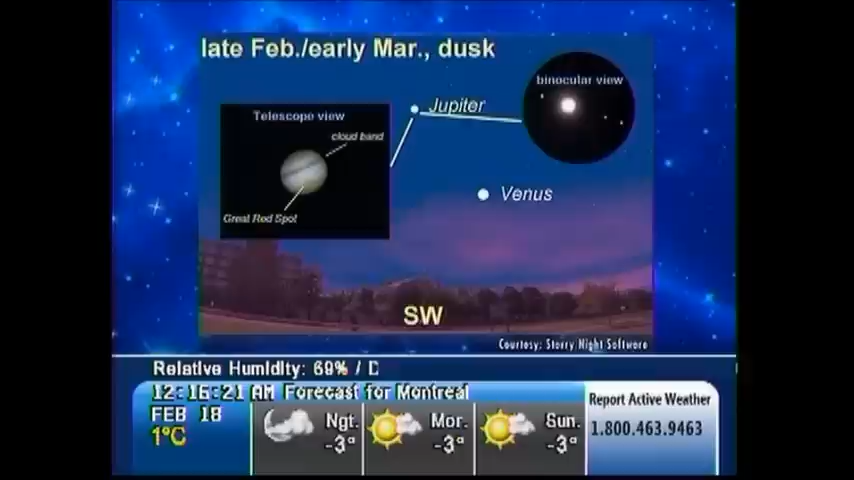 late Feb./early Mar., dusk
binocular view
Jupiter
Telescope view
cloud band
Great Red Spot
Venus
SW
Courtesy: Starry Night Software
Relative Humidity: 69% / D
12:16:21 AM Forecast for Montreal
FEB 18
1°C
Ngt.
-3°
Mor.
-3°
Sun.
-3°
Report Active Weather
1.800.463.9463